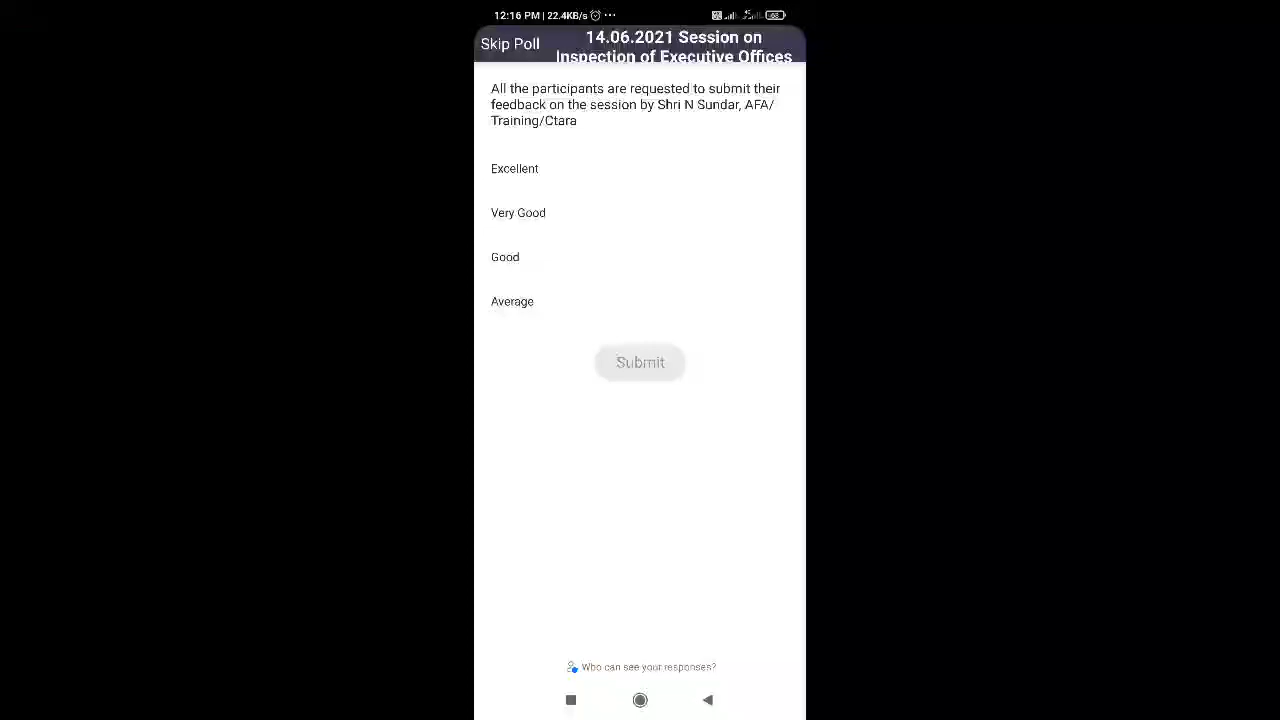 12:16 PM | 22.4KB/s
Skip Poll
14.06.2021 Session on
Inspection of Executive Offices
All the participants are requested to submit their
feedback on the session by Shri N Sundar, AFA/
Training/Ctara
Excellent
Very Good
Good
Average
Submit
Who can see your responses?